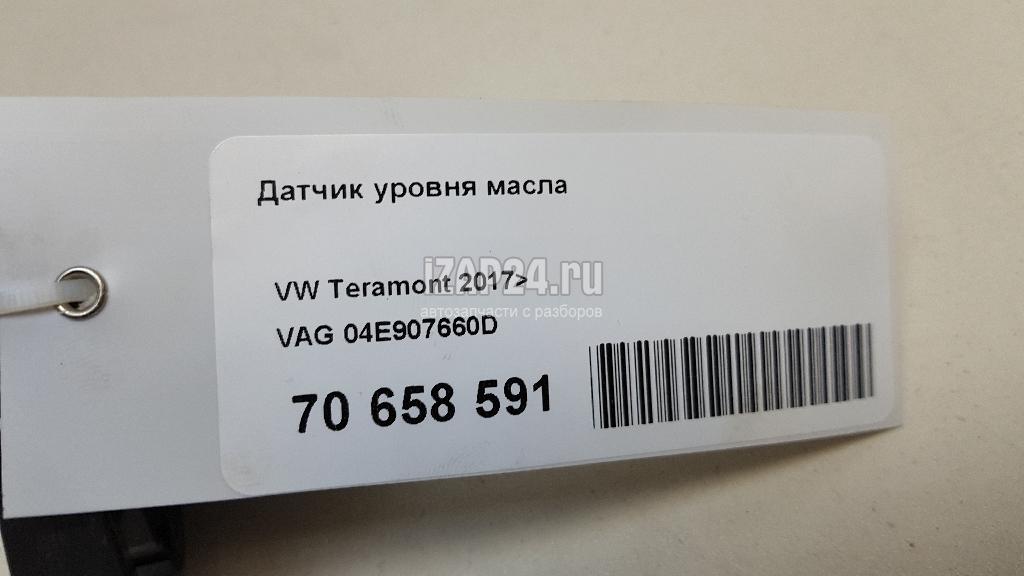 Датчик уровня масла
iZAP24.ru
VW Teramont 2017>
автозапчасти с разборов
VAG 04E907660D
70 658 591